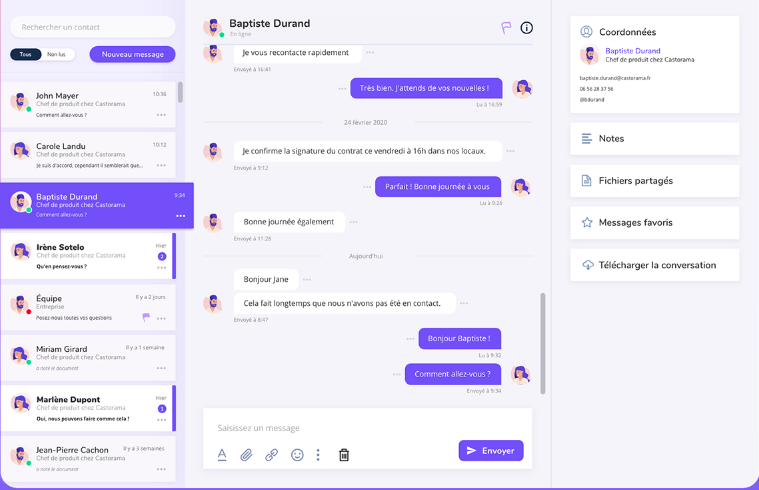 Rechercher un contact
Tous
Non lus
Nouveau message
John Mayer
10:36
Chef de produit chez Castorama
Comment allez-vous ?
Carole Landu
10:12
Chef de produit chez Castorama
Je suis d'accord, cependant il semblerait que...
Baptiste Durand
9:34
Chef de produit chez Castorama
Comment allez-vous ?
Irène Sotelo
Hier
Chef de produit chez Castorama
2
Qu'en pensez-vous ?
Équipe
Il y a 2 jours
Entreprise
Posez-nous toutes vos questions
Miriam Girard
Il y a 1 semaine
Chef de produit chez Castorama
a noté le document
Marlène Dupont
Hier
Chef de produit chez Castorama
1
Oui, nous pouvons faire comme cela !
Jean-Pierre Cachon
Il y a 3 semaines
Chef de produit chez Castorama
a noté le document
Baptiste Durand
En ligne
Je vous recontacte rapidement
Envoyé à 16:41
Très bien. J'attends de vos nouvelles !
Lu à 16:59
24 février 2020
Je confirme la signature du contrat ce vendredi à 16h dans nos locaux.
Envoyé à 9:12
Parfait ! Bonne journée à vous
Lu à 9:26
Bonne journée également
Envoyé à 11:28
Aujourd'hui
Bonjour Jane
Cela fait longtemps que nous n'avons pas été en contact.
Envoyé à 8:47
Bonjour Baptiste !
Lu à 9:32
Comment allez-vous ?
Envoyé à 9:34
Saisissez un message
Envoyer
Coordonnées
Baptiste Durand
Chef de produit chez Castorama
baptiste.durand@castorama.fr
06 56 28 37 56
@bdurand
Notes
Fichiers partagés
Messages favoris
Télécharger la conversation